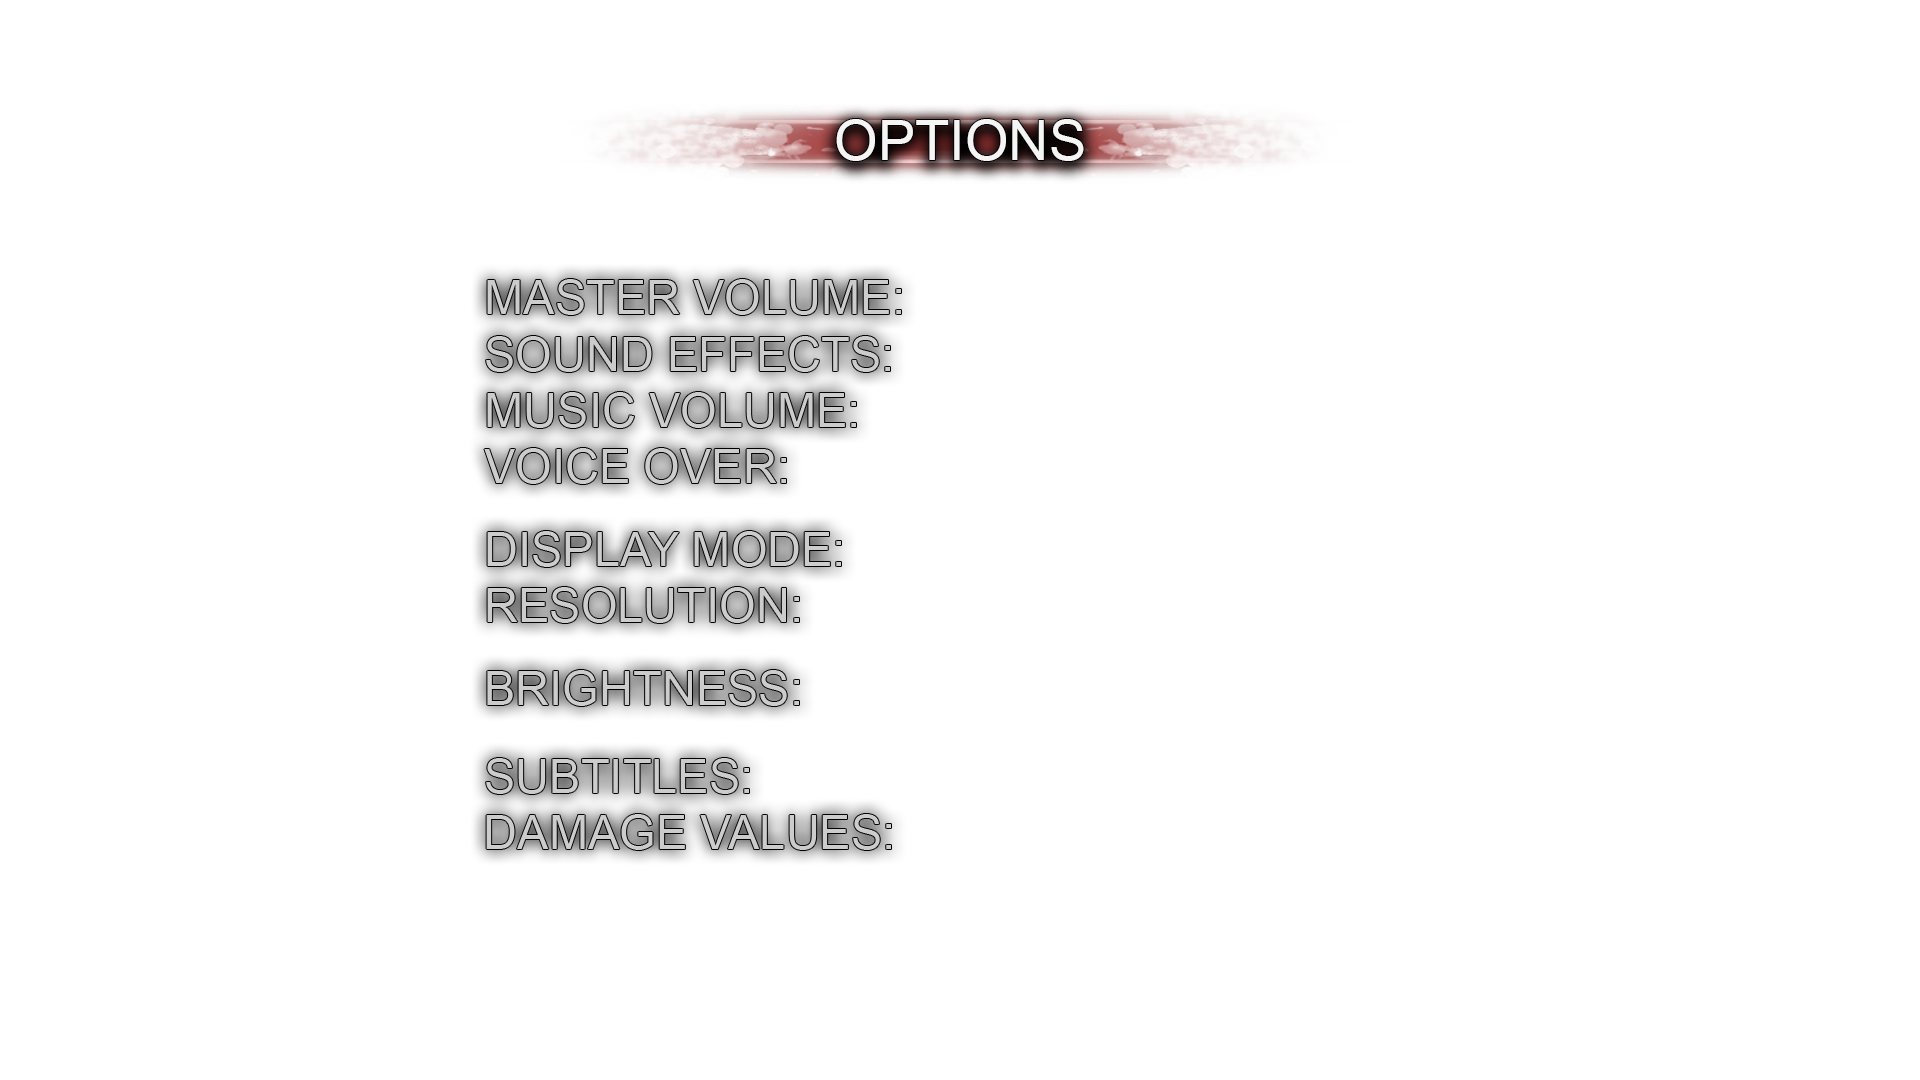 OPTIONS
MASTER VOLUME:
SOUND EFFECTS:
MUSIC VOLUME:
VOICE OVER:
DISPLAY MODE:
RESOLUTION:
BRIGHTNESS:
SUBTITLES:
DAMAGE VALUES: